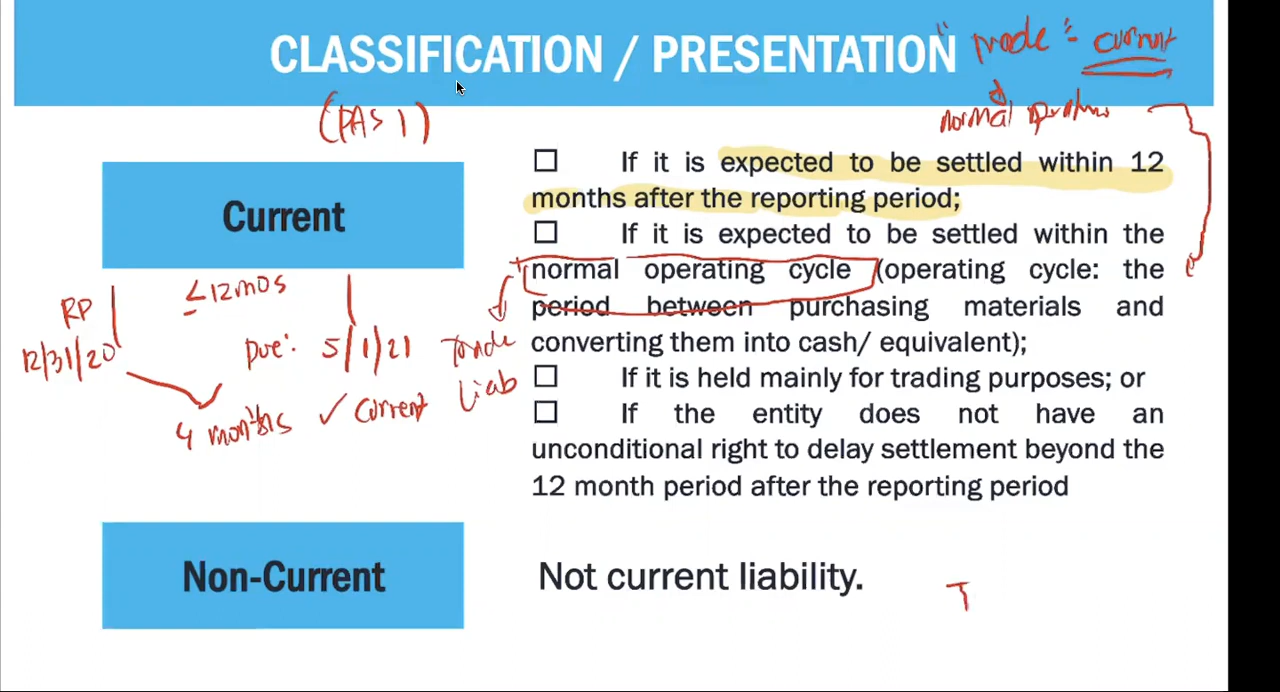 CLASSIFICATION / PRESENTATION
"Trade" = current
normal
(PAS 1)
Current
☐ If it is expected to be settled within 12
months after the reporting period;
☐ If it is expected to be settled within the
normal operating cycle (operating cycle: the
period between purchasing materials and
converting them into cash/ equivalent);
☐ If it is held mainly for trading purposes; or
☐ If the entity does not have an
unconditional right to delay settlement beyond the
12 month period after the reporting period
RP
12/31/20
≤12mos
Due: 5/1/21
4 months ✓ current
Trade
Liab
Non-Current
Not current liability.
T